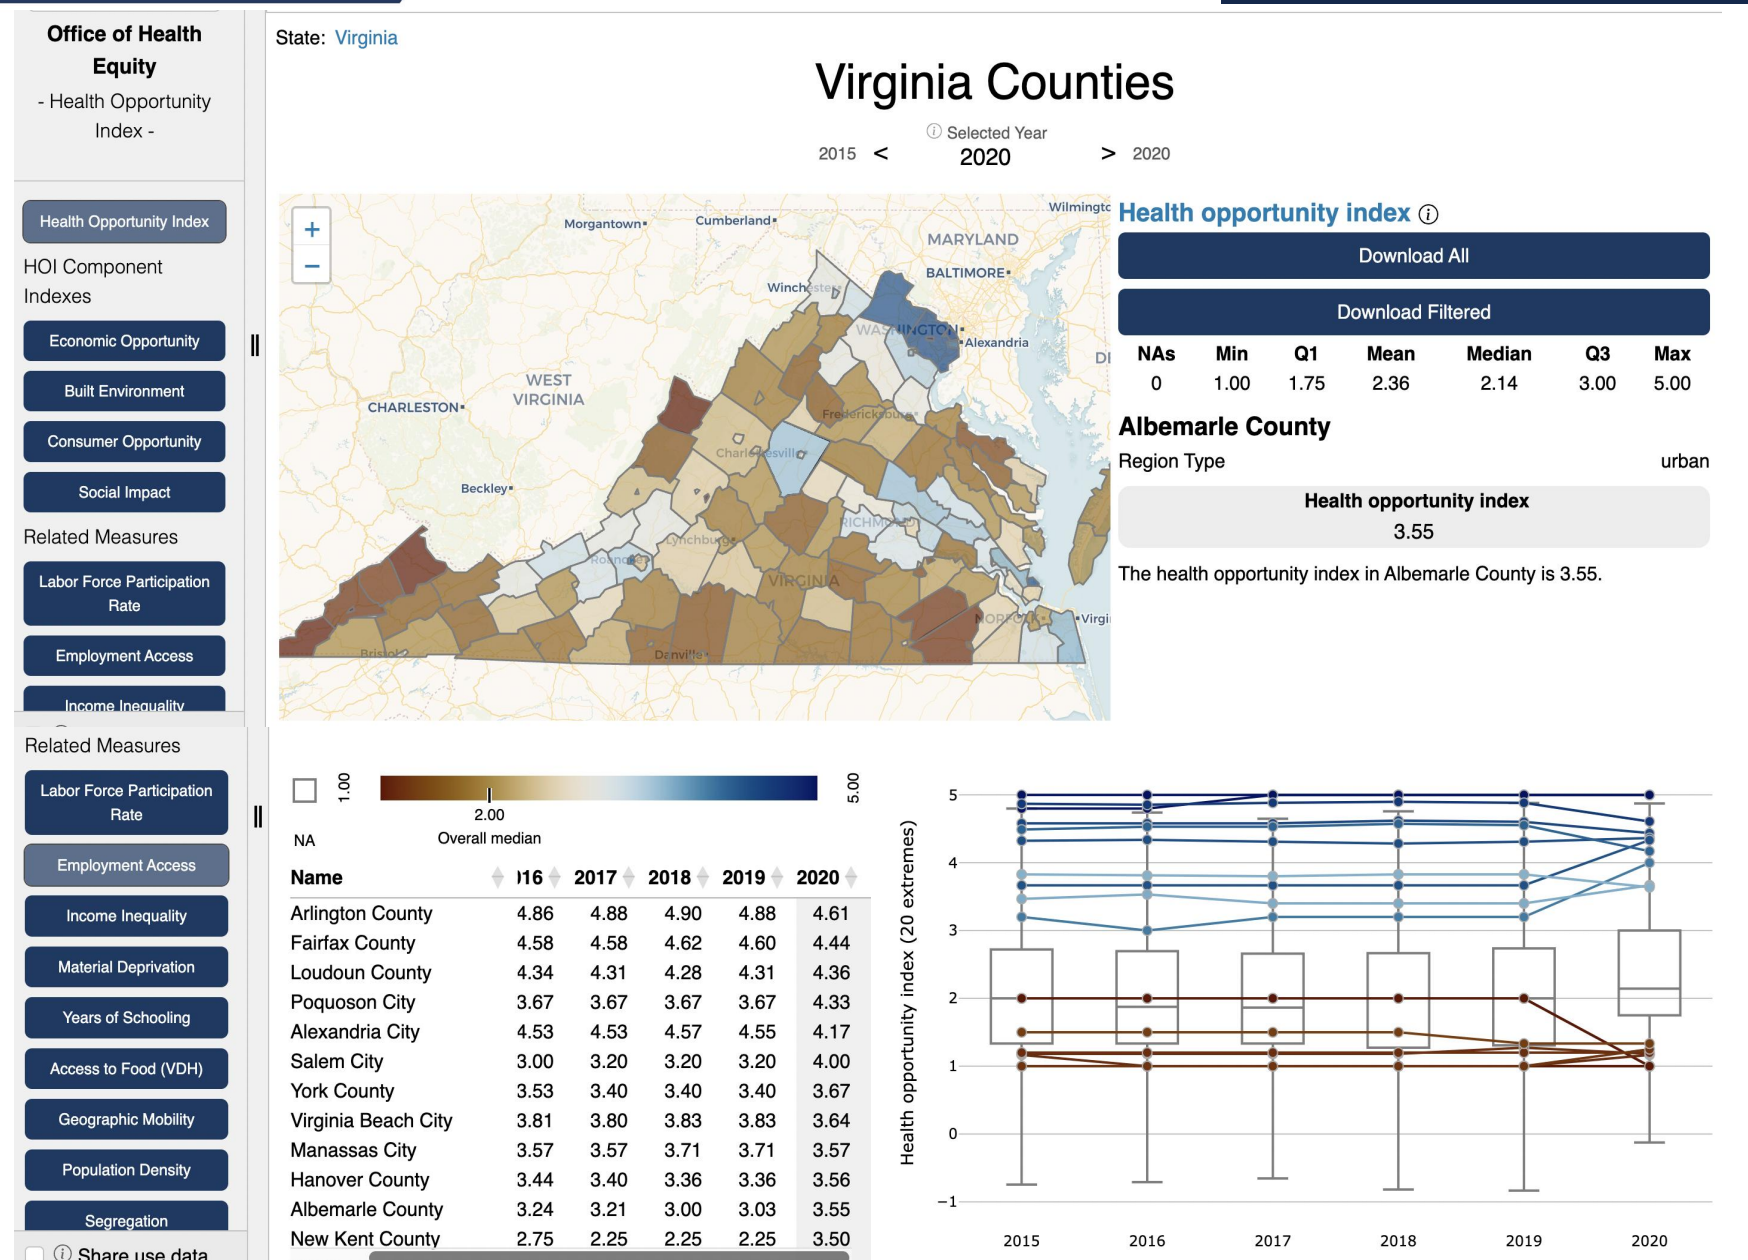 Office of Health
Equity
- Health Opportunity
Index -
Health Opportunity Index
HOI Component
Indexes
Economic Opportunity
Built Environment
Consumer Opportunity
Social Impact
Related Measures
Labor Force Participation
Rate
Employment Access
Income Inequality
State: Virginia
Virginia Counties
ⓘ Selected Year
2015 < 2020 > 2020
+
−
Morgantown
Cumberland
Wilmingtc
MARYLAND
BALTIMORE
Winchester
WASHINGTON
Alexandria
DI
WEST
VIRGINIA
CHARLESTON
Fredericksburg
Charlottesville
Beckley
RICHMOND
Lynchburg
Roanoke
VIRGINIA
NORFOLK
Virgi
Bristol
Danville
Health opportunity index ⓘ
Download All
Download Filtered
NAs Min Q1 Mean Median Q3 Max
0 1.00 1.75 2.36 2.14 3.00 5.00
Albemarle County
Region Type urban
Health opportunity index
3.55
The health opportunity index in Albemarle County is 3.55.
Related Measures
Labor Force Participation
Rate
Employment Access
Income Inequality
Material Deprivation
Years of Schooling
Access to Food (VDH)
Geographic Mobility
Population Density
Segregation
ⓘ Share use data
NA
1.00
5.00
2.00
Overall median
Name )16 2017 2018 2019 2020
Arlington County 4.86 4.88 4.90 4.88 4.61
Fairfax County 4.58 4.58 4.62 4.60 4.44
Loudoun County 4.34 4.31 4.28 4.31 4.36
Poquoson City 3.67 3.67 3.67 3.67 4.33
Alexandria City 4.53 4.53 4.57 4.55 4.17
Salem City 3.00 3.20 3.20 3.20 4.00
York County 3.53 3.40 3.40 3.40 3.67
Virginia Beach City 3.81 3.80 3.83 3.83 3.64
Manassas City 3.57 3.57 3.71 3.71 3.57
Hanover County 3.44 3.40 3.36 3.36 3.56
Albemarle County 3.24 3.21 3.00 3.03 3.55
New Kent County 2.75 2.25 2.25 2.25 3.50
Health opportunity index (20 extremes)
5
4
3
2
1
0
−1
2015 2016 2017 2018 2019 2020